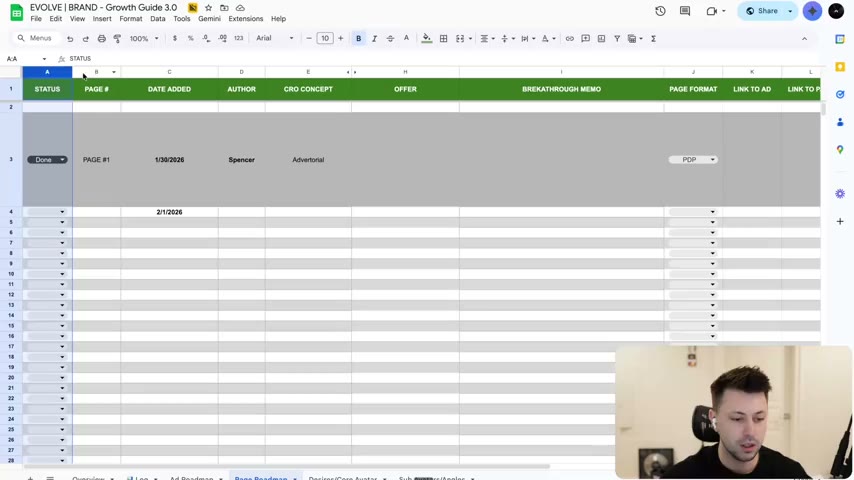 EVOLVE | BRAND - Growth Guide 3.0
File Edit View Insert Format Data Tools Gemini Extensions Help
Share
Menus 100% $ % .0 .00 123 Arial 10 B I S A
A:A fx STATUS
A B C D E H I J K L
1 STATUS PAGE # DATE ADDED AUTHOR CRO CONCEPT OFFER BREKATHROUGH MEMO PAGE FORMAT LINK TO AD LINK TO P
2
3 Done PAGE #1 1/30/2026 Spencer Advertorial PDP
4 2/1/2026
5
6
7
8
9
10
11
12
13
14
15
16
17
18
19
20
21
22
23
24
25
26
27
28
Overview Log Ad Roadmap Page Roadmap Desires/Core Avatar Sub